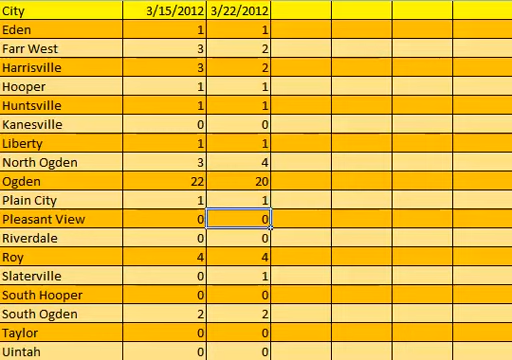 City 3/15/2012 3/22/2012
Eden 1 1
Farr West 3 2
Harrisville 3 2
Hooper 1 1
Huntsville 1 1
Kanesville 0 0
Liberty 1 1
North Ogden 3 4
Ogden 22 20
Plain City 1 1
Pleasant View 0 0
Riverdale 0 0
Roy 4 4
Slaterville 0 1
South Hooper 0 0
South Ogden 2 2
Taylor 0 0
Uintah 0 0